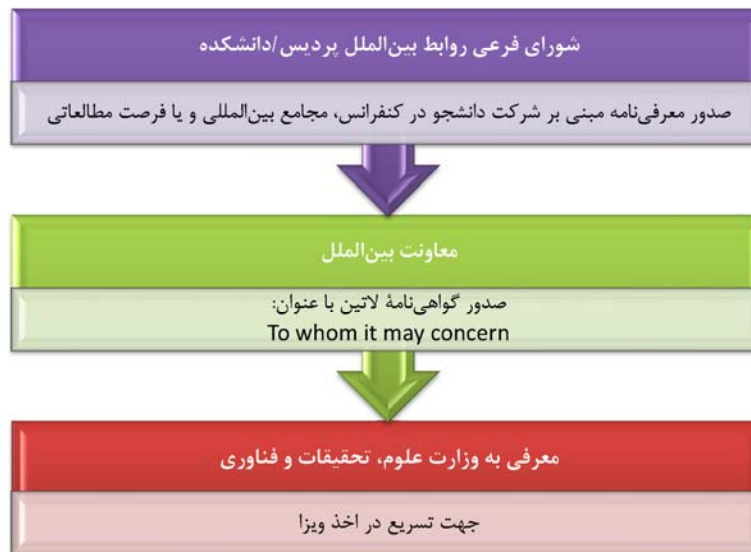 شورای فرعی روابط بین‌الملل پردیس/دانشکده
صدور معرفی‌نامه مبنی بر شرکت دانشجو در کنفرانس، مجامع بین‌المللی و یا فرصت مطالعاتی
معاونت بین‌الملل
صدور گواهی‌نامهٔ لاتین با عنوان:
To whom it may concern
معرفی به وزارت علوم، تحقیقات و فناوری
جهت تسریع در اخذ ویزا